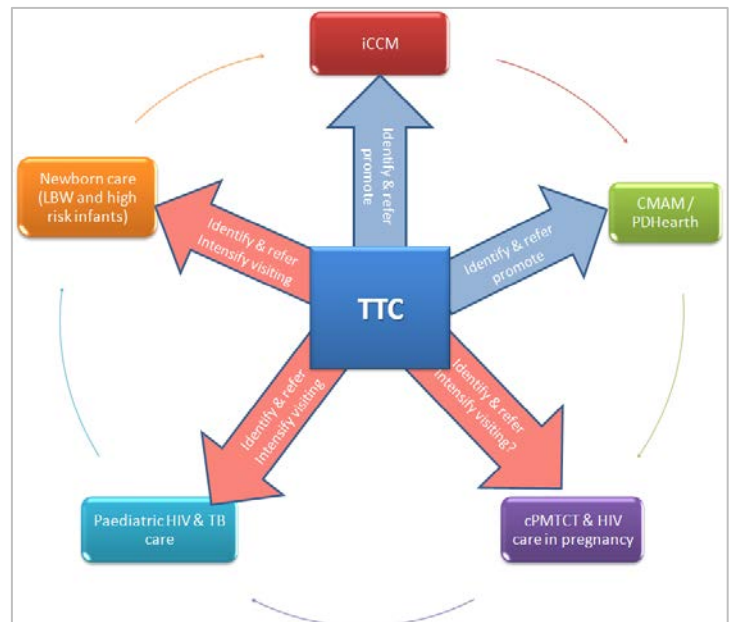 iCCM
Identify & refer
promote
Newborn care
(LBW and high
risk infants)
Identify & refer
Intensify visiting
CMAM /
PDHearth
Identify & refer
promote
TTC
Identify & refer
Intensify visiting
Identify & refer
Intensify visiting?
Paediatric HIV & TB
care
cPMTCT & HIV
care in pregnancy